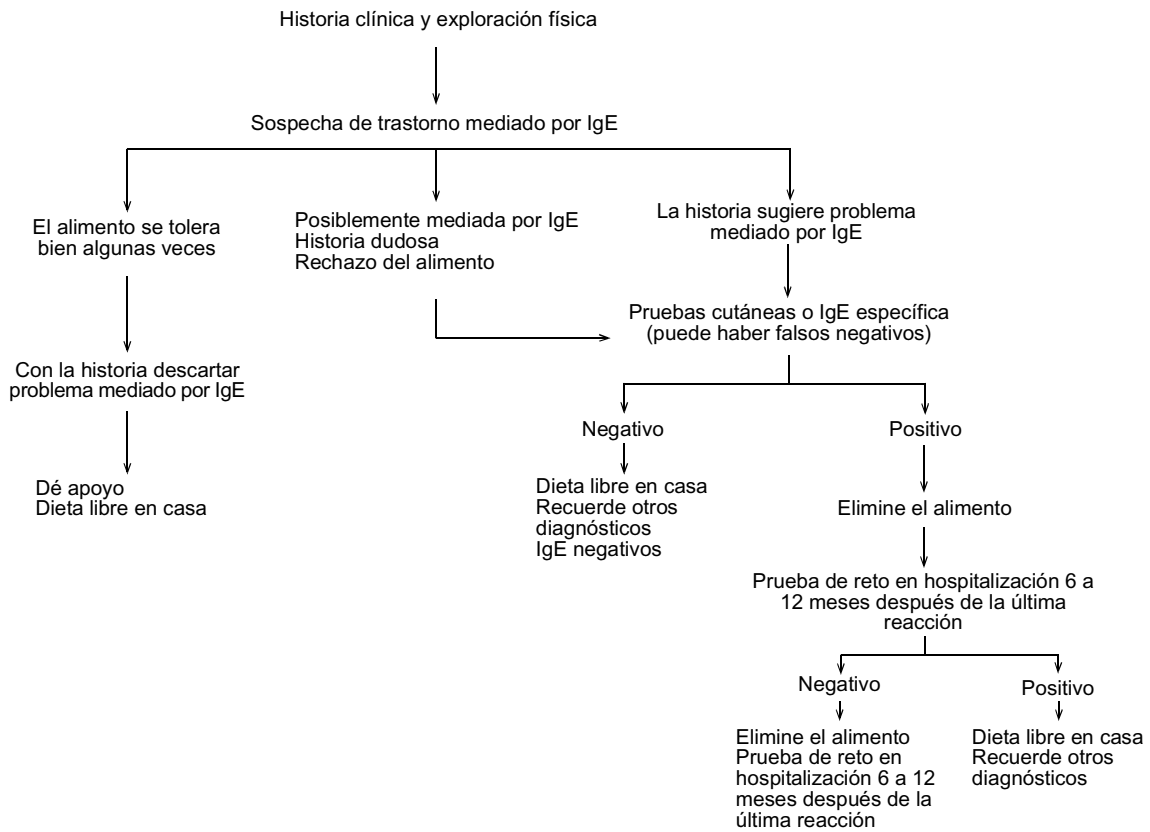 Historia clínica y exploración física
Sospecha de trastorno mediado por IgE
El alimento se tolera
bien algunas veces
Posiblemente mediada por IgE
Historia dudosa
Rechazo del alimento
La historia sugiere problema
mediado por IgE
Pruebas cutáneas o IgE específica
(puede haber falsos negativos)
Con la historia descartar
problema mediado por IgE
Negativo
Positivo
Dé apoyo
Dieta libre en casa
Dieta libre en casa
Recuerde otros
diagnósticos
IgE negativos
Elimine el alimento
Prueba de reto en hospitalización 6 a
12 meses después de la última
reacción
Negativo
Positivo
Elimine el alimento
Prueba de reto en
hospitalización 6 a 12
meses después de la
última reacción
Dieta libre en casa
Recuerde otros
diagnósticos